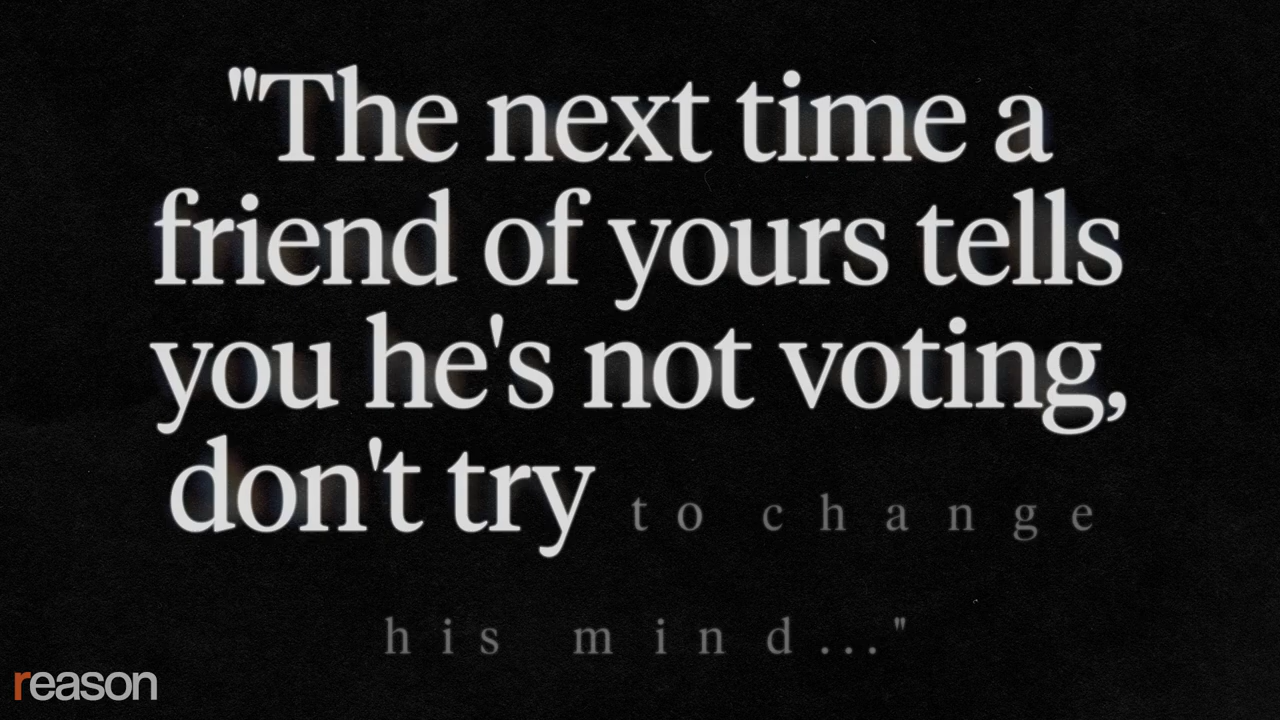 "The next time a
friend of yours tells
you he's not voting,
don't try to change
his mind..."
reason